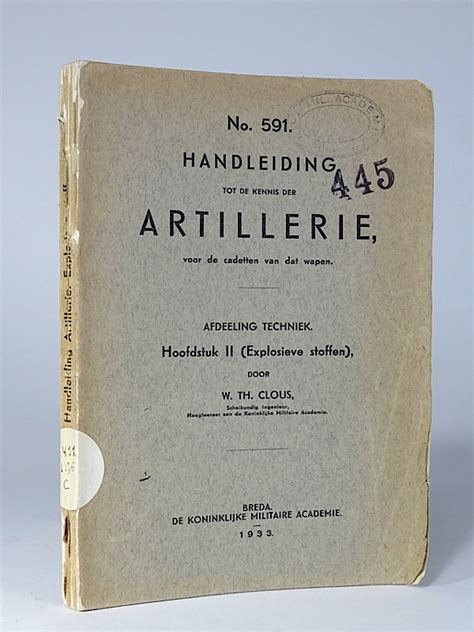 MIL. ACADEMI
No. 591.
445
HANDLEIDING
TOT DE KENNIS DER
ARTILLERIE,
voor de cadetten van dat wapen.
AFDEELING TECHNIEK.
Hoofdstuk II (Explosieve stoffen),
DOOR
W. TH. CLOUS,
Scheikundig ingenieur,
Hoogleeraar aan de Koninklijke Militaire Academie.
BREDA.
DE KONINKLIJKE MILITAIRE ACADEMIE.
1933.
Handleiding Artillerie.
C